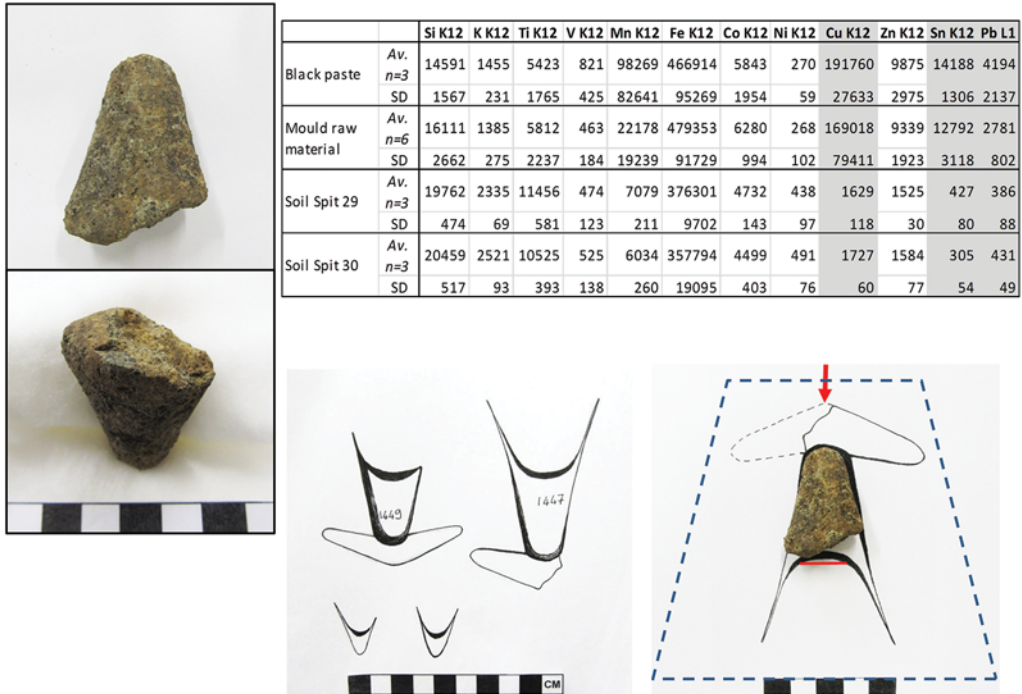 Si K12 K K12 Ti K12 V K12 Mn K12 Fe K12 Co K12 Ni K12 Cu K12 Zn K12 Sn K12 Pb L1
Black paste Av. n=3 14591 1455 5423 821 98269 466914 5843 270 191760 9875 14188 4194
SD 1567 231 1765 425 82641 95269 1954 59 27633 2975 1306 2137
Mould raw material Av. n=6 16111 1385 5812 463 22178 479353 6280 268 169018 9339 12792 2781
SD 2662 275 2237 184 19239 91729 994 102 79411 1923 3118 802
Soil Spit 29 Av. n=3 19762 2335 11456 474 7079 376301 4732 438 1629 1525 427 386
SD 474 69 581 123 211 9702 143 97 118 30 80 88
Soil Spit 30 Av. n=3 20459 2521 10525 525 6034 357794 4499 491 1727 1584 305 431
SD 517 93 393 138 260 19095 403 76 60 77 54 49
1449
1447
CM